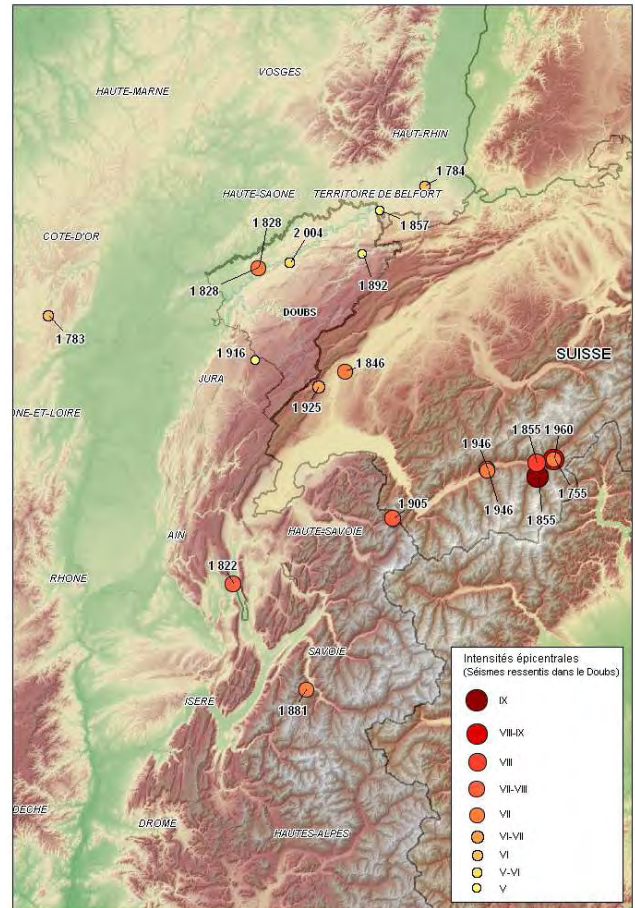 VOSGES
HAUTE-MARNE
HAUT-RHIN
1 784
HAUTE-SAONE
TERRITOIRE DE BELFORT
1 828
2 004
1 857
COTE-D'OR
1 828
1 892
DOUBS
1 783
1 916
JURA
1 846
SUISSE
ONE-ET-LOIRE
1 925
1 855
1 960
1 946
1 946
1 755
1 855
1 905
AIN
HAUTE-SAVOIE
1 822
RHONE
SAVOIE
ISERE
1 881
DECHE
DROME
HAUTES-ALPES
Intensités épicentrales
(Séismes ressentis dans le Doubs)
IX
VIII-IX
VIII
VII-VIII
VII
VI-VII
VI
V-VI
V